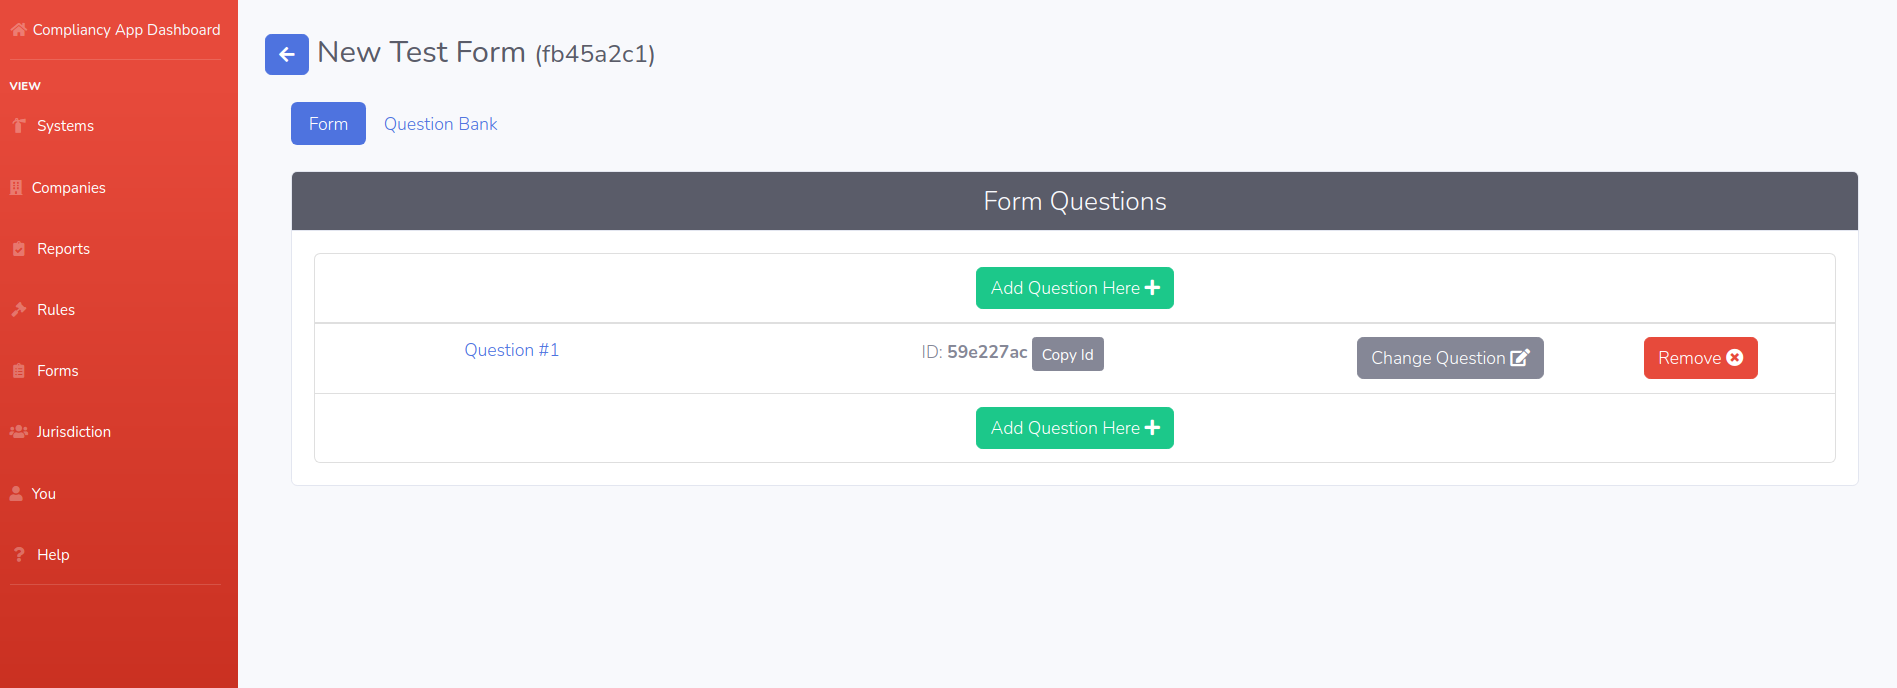 Compliancy App Dashboard
VIEW
Systems
Companies
Reports
Rules
Forms
Jurisdiction
You
Help
New Test Form (fb45a2c1)
Form Question Bank
Form Questions
Add Question Here
Question #1 ID: 59e227ac Copy Id Change Question Remove
Add Question Here